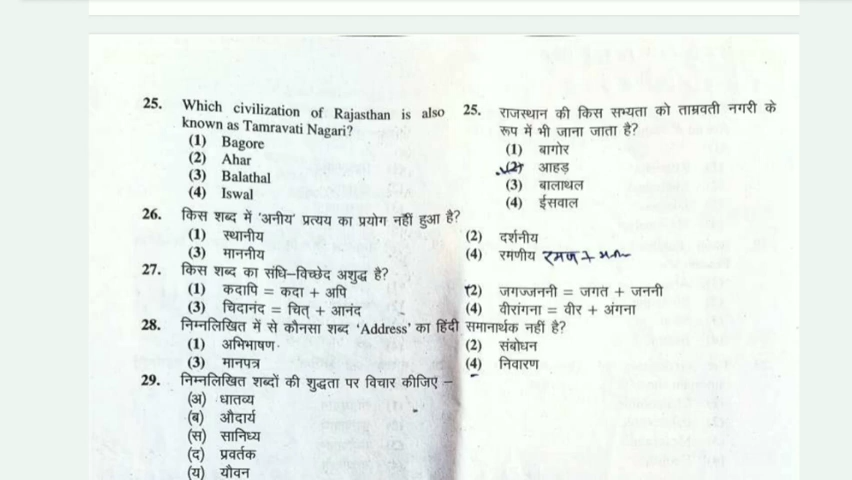 25. Which civilization of Rajasthan is also known as Tamravati Nagari?
(1) Bagore
(2) Ahar
(3) Balathal
(4) Iswal
25. राजस्थान की किस सभ्यता को ताम्रवती नगरी के रूप में भी जाना जाता है?
(1) बागोर
(2) आहड़
(3) बालाथल
(4) ईसवाल
26. किस शब्द में 'अनीय' प्रत्यय का प्रयोग नहीं हुआ है?
(1) स्थानीय (2) दर्शनीय
(3) माननीय (4) रमणीय
27. किस शब्द का संधि–विच्छेद अशुद्ध है?
(1) कदापि = कदा + अपि (2) जगज्जननी = जगत + जननी
(3) चिदानंद = चित् + आनंद (4) वीरांगना = वीर + अंगना
28. निम्नलिखित में से कौनसा शब्द 'Address' का हिंदी समानार्थक नहीं है?
(1) अभिभाषण (2) संबोधन
(3) मानपत्र (4) निवारण
29. निम्नलिखित शब्दों की शुद्धता पर विचार कीजिए –
(अ) धातव्य
(ब) औदार्य
(स) सानिध्य
(द) प्रवर्तक
(य) यौवन